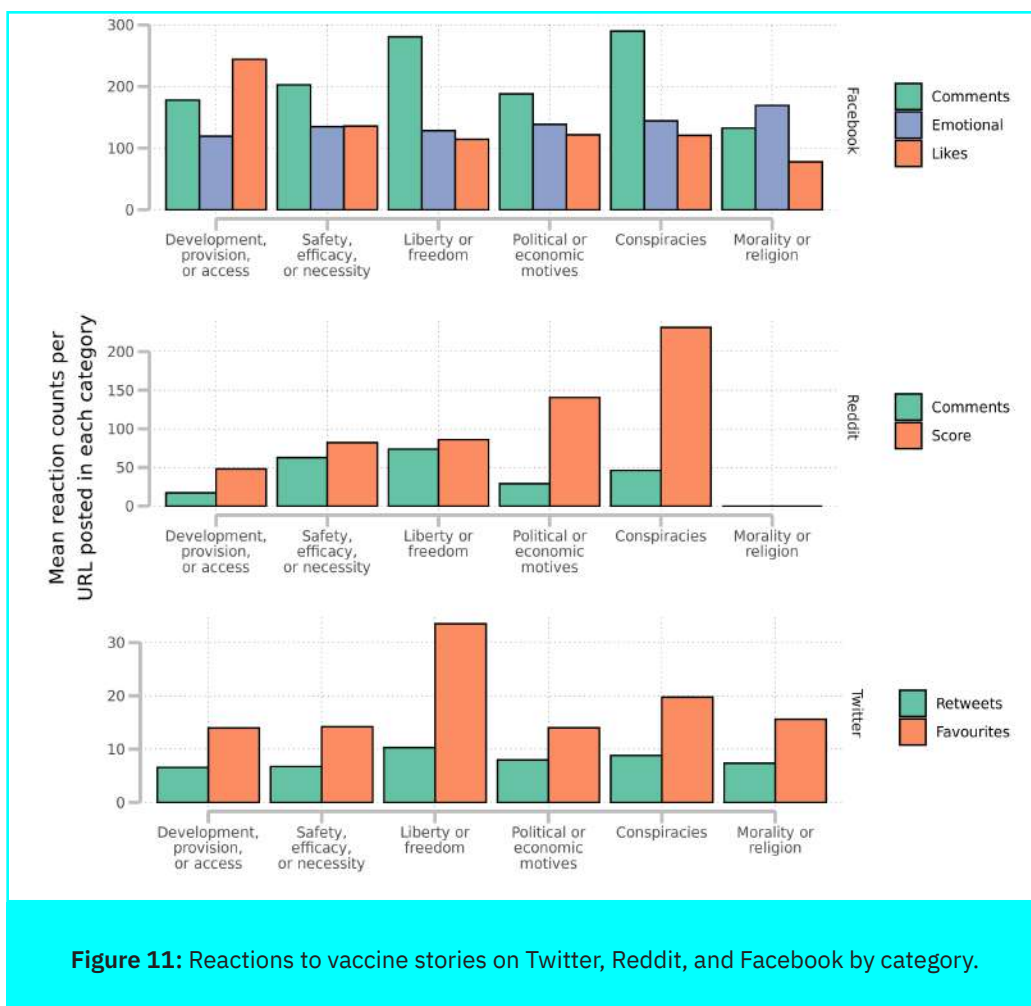 300
200
100
0
Development,
provision,
or access
Safety,
efficacy,
or necessity
Liberty or
freedom
Political or
economic
motives
Conspiracies
Morality or
religion
Facebook
Comments
Emotional
Likes
Mean reaction counts per
URL posted in each category
200
150
100
50
0
Development,
provision,
or access
Safety,
efficacy,
or necessity
Liberty or
freedom
Political or
economic
motives
Conspiracies
Morality or
religion
Reddit
Comments
Score
30
20
10
0
Development,
provision,
or access
Safety,
efficacy,
or necessity
Liberty or
freedom
Political or
economic
motives
Conspiracies
Morality or
religion
Twitter
Retweets
Favourites
Figure 11: Reactions to vaccine stories on Twitter, Reddit, and Facebook by category.